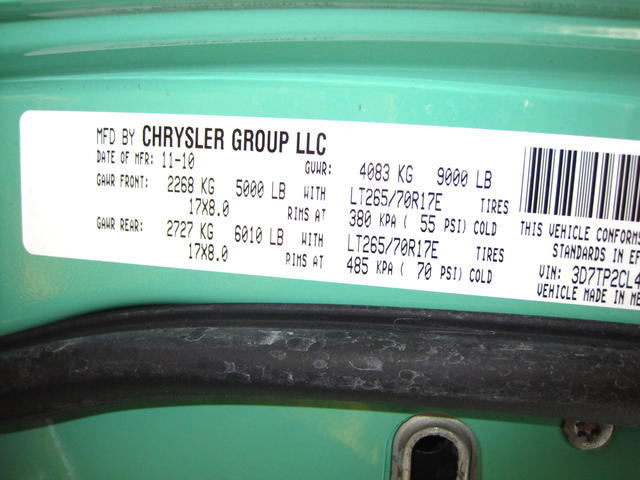 MFD BY CHRYSLER GROUP LLC
DATE OF MFR: 11-10 GVWR: 4083 KG 9000 LB
GAWR FRONT: 2268 KG 5000 LB WITH LT265/70R17E TIRES
17X8.0 RIMS AT 380 KPA ( 55 PSI) COLD
GAWR REAR: 2727 KG 6010 LB WITH LT265/70R17E TIRES
17X8.0 RIMS AT 485 KPA ( 70 PSI) COLD
THIS VEHICLE CONFORMS
STANDARDS IN EF
VIN: 3D7TP2CL4
VEHICLE MADE IN ME